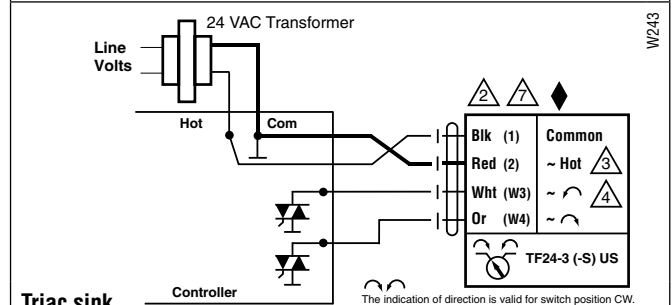 24 VAC Transformer
Line
Volts
W243
2 7
Hot Com
Blk (1) Common
Red (2) ~ Hot 3
Wht (W3) ~ 4
Or (W4) ~
TF24-3 (-S) US
Triac sink
Controller
The indication of direction is valid for switch position CW.